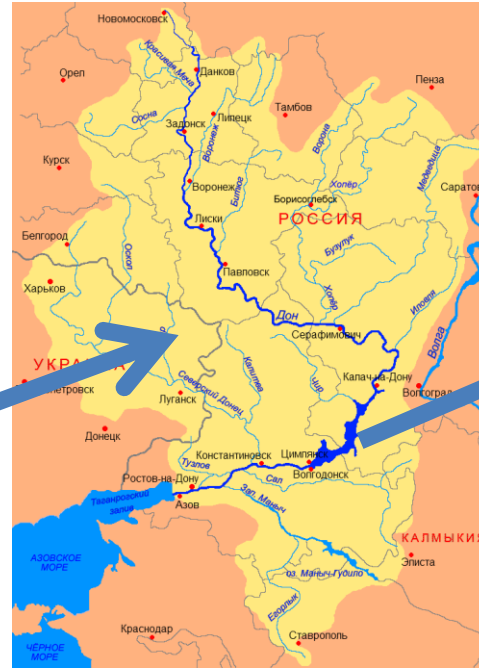 Новомосковск
Орел
Красивая Меча
Данков
Пенза
Сосна
Липецк
Тамбов
Задонск
Воронеж
Ворона
Медведица
Курск
Воронеж
Битюг
Хопёр
Саратов
Борисоглебск
Белгород
Лиски
РОССИЯ
Оскол
Бузулук
Харьков
Павловск
Хопёр
Иловля
Дон
Волга
Серафимович
УКРА
Калитва
Чир
Калач-на-Дону
Волгоград
петровск
Северский Донец
Луганск
Донецк
Константиновск
Цимлянск
Тузлов
Сал
Волгодонск
Ростов-на-Дону
Таганрогский
залив
Зап. Маныч
Азов
КАЛМЫКИЯ
АЗОВСКОЕ
МОРЕ
Элиста
оз. Маныч-Гудило
Егорлык
Краснодар
Ставрополь
ЧЁРНОЕ
МОРЕ